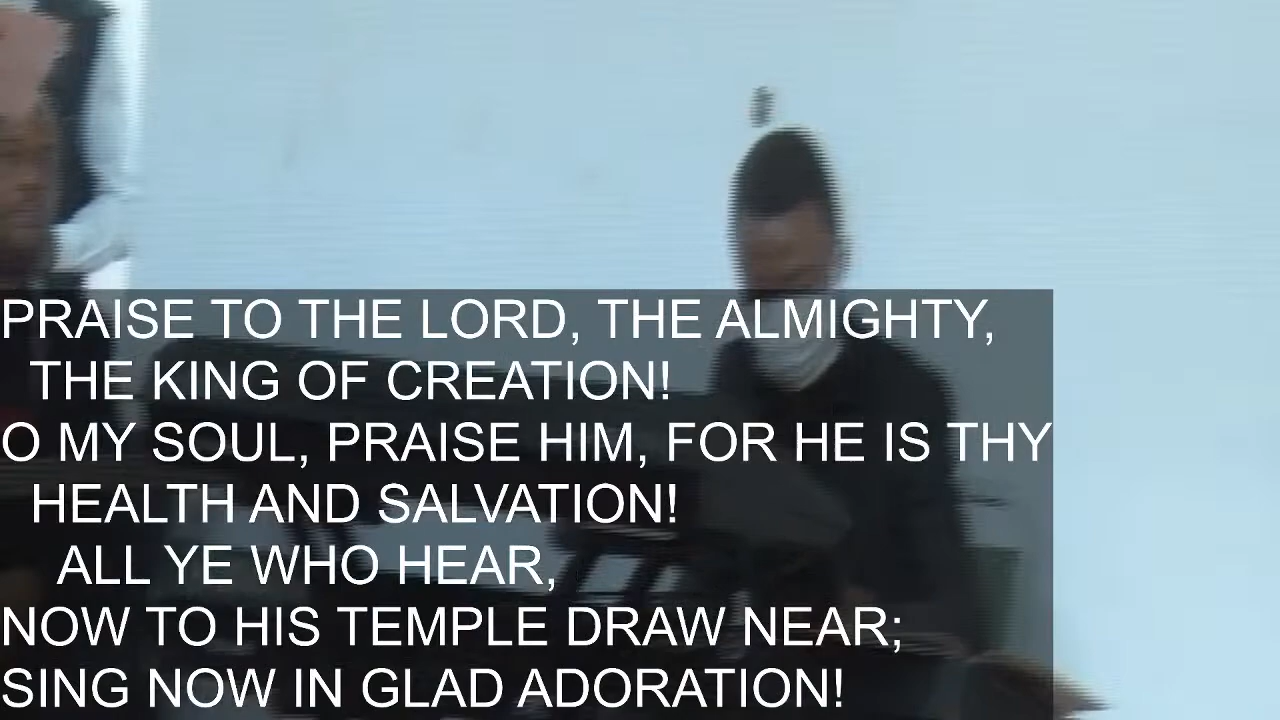 PRAISE TO THE LORD, THE ALMIGHTY,
THE KING OF CREATION!
O MY SOUL, PRAISE HIM, FOR HE IS THY
HEALTH AND SALVATION!
ALL YE WHO HEAR,
NOW TO HIS TEMPLE DRAW NEAR;
SING NOW IN GLAD ADORATION!